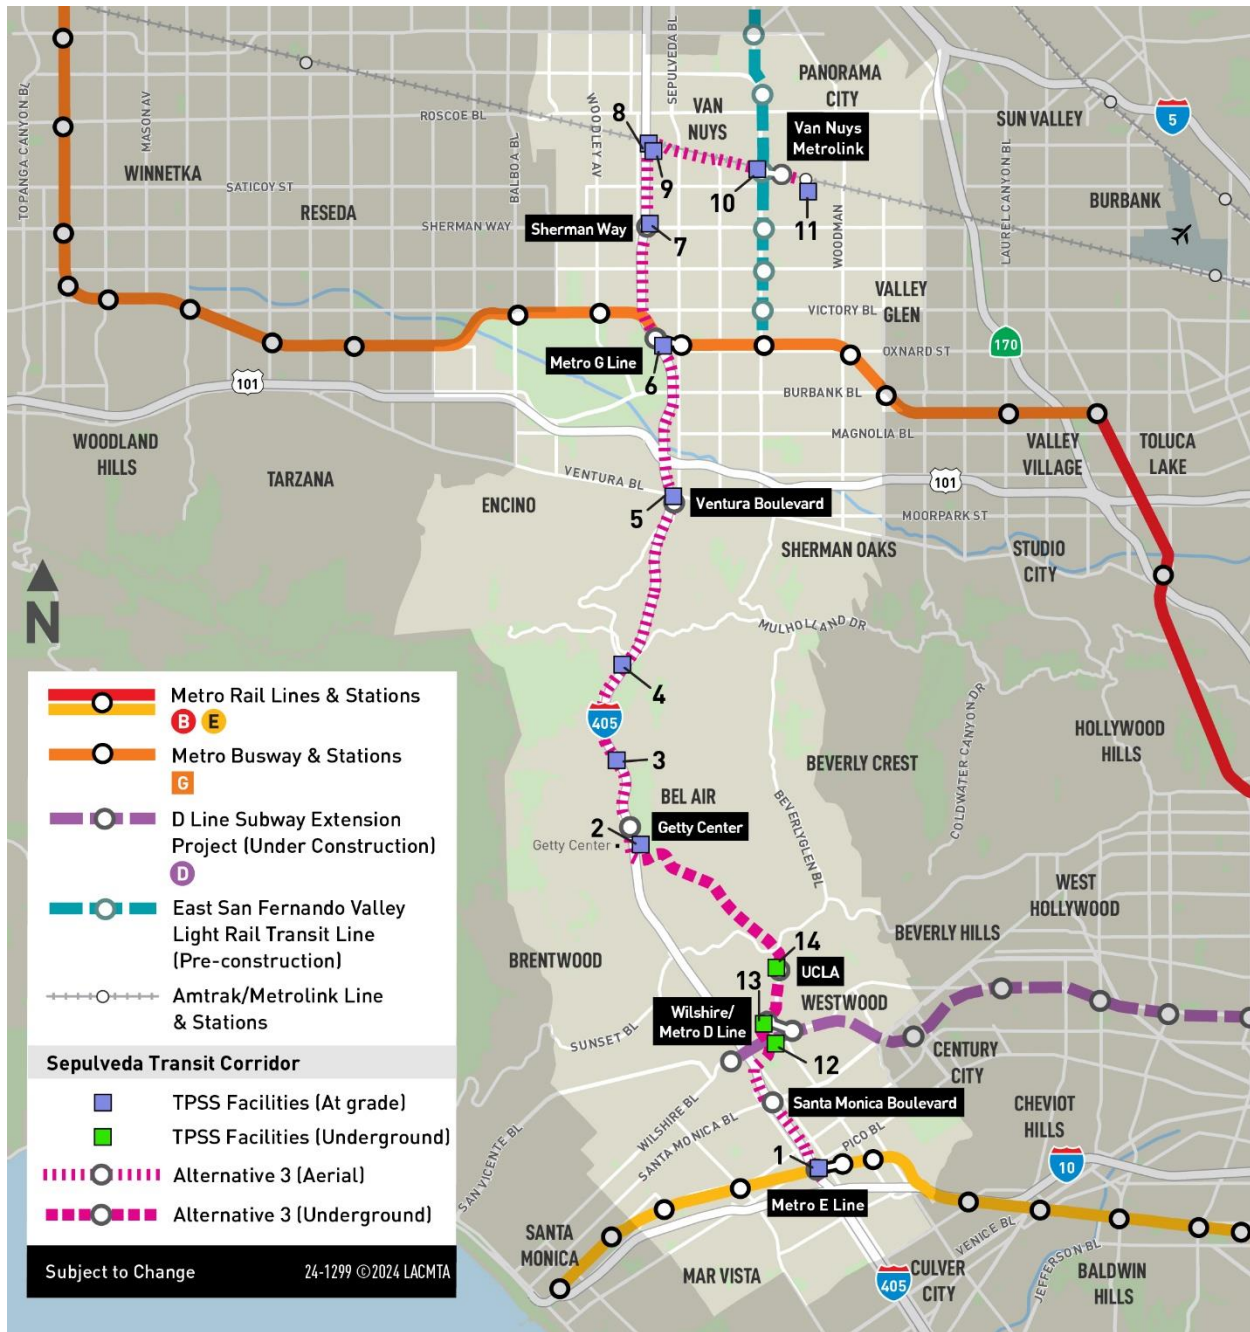 TOPANGA CANYON BL
MASON AV
WINNETKA
SATICOY ST
RESEDA
ROSCOE BL
BALBOA BL
SHERMAN WAY
WOODLEY AV
SEPULVEDA BL
VAN
NUYS
PANORAMA
CITY
Van Nuys
Metrolink
SUN VALLEY
5
LAUREL CANYON BL
BURBANK
WOODMAN
8
9
10
11
7
Sherman Way
VALLEY
GLEN
VICTORY BL
OXNARD ST
170
Metro G Line
6
BURBANK BL
MAGNOLIA BL
101
WOODLAND
HILLS
TARZANA
VENTURA BL
ENCINO
5
Ventura Boulevard
VALLEY
VILLAGE
TOLUCA
LAKE
101
MOORPARK ST
SHERMAN OAKS
STUDIO
CITY
N
MULHOLLAND DR
4
405
3
COLDWATER CANYON DR
HOLLYWOOD
HILLS
BEVERLY CREST
BEL AIR
BEVERLYGLEN BL
2
Getty Center
Getty Center
WEST
HOLLYWOOD
BEVERLY HILLS
BRENTWOOD
14
UCLA
13
WESTWOOD
Wilshire/
Metro D Line
SUNSET BL
12
CENTURY
CITY
Santa Monica Boulevard
WILSHIRE BL
SANTA MONICA BL
PICO BL
CHEVIOT
HILLS
10
SAN VICENTE BL
1
Metro E Line
SANTA
MONICA
MAR VISTA
VENICE BL
JEFFERSON BL
405
CULVER
CITY
BALDWIN
HILLS
Metro Rail Lines & Stations
B E
Metro Busway & Stations
G
D Line Subway Extension
Project (Under Construction)
D
East San Fernando Valley
Light Rail Transit Line
(Pre-construction)
Amtrak/Metrolink Line
& Stations
Sepulveda Transit Corridor
TPSS Facilities (At grade)
TPSS Facilities (Underground)
Alternative 3 (Aerial)
Alternative 3 (Underground)
Subject to Change
24-1299 ©2024 LACMTA